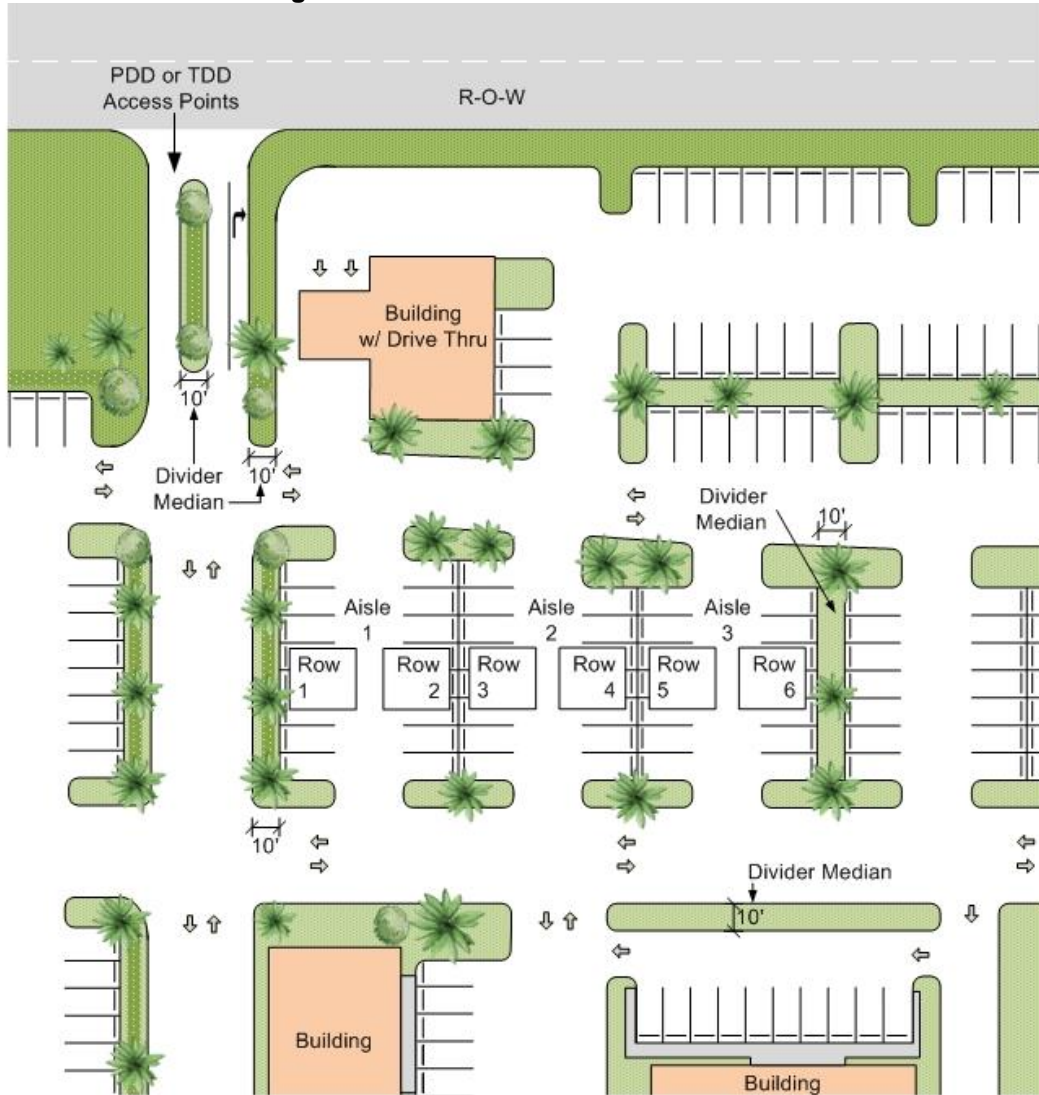 g
PDD or TDD
Access Points
R-O-W
Building
w/ Drive Thru
10'
10'
Divider
Median
Divider
Median
10'
Aisle
1
Aisle
2
Aisle
3
Row
1
Row
2
Row
3
Row
4
Row
5
Row
6
10'
Divider Median
10'
Building
Building